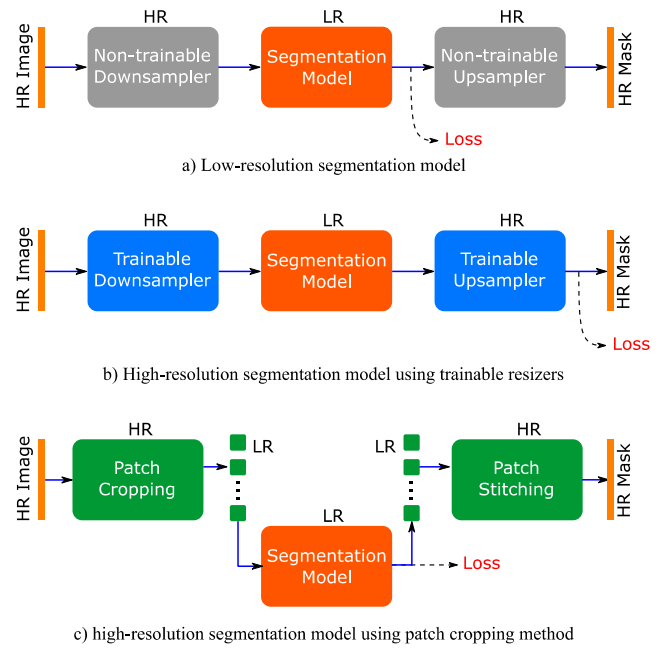 HR
LR
HR
HR Image
Non-trainable
Downsampler
Segmentation
Model
Non-trainable
Upsampler
HR Mask
Loss
a) Low-resolution segmentation model
HR
LR
HR
HR Image
Trainable
Downsampler
Segmentation
Model
Trainable
Upsampler
HR Mask
Loss
b) High-resolution segmentation model using trainable resizers
HR
HR
HR Image
Patch
Cropping
LR
LR
Patch
Stitching
HR Mask
LR
Segmentation
Model
Loss
c) high-resolution segmentation model using patch cropping method